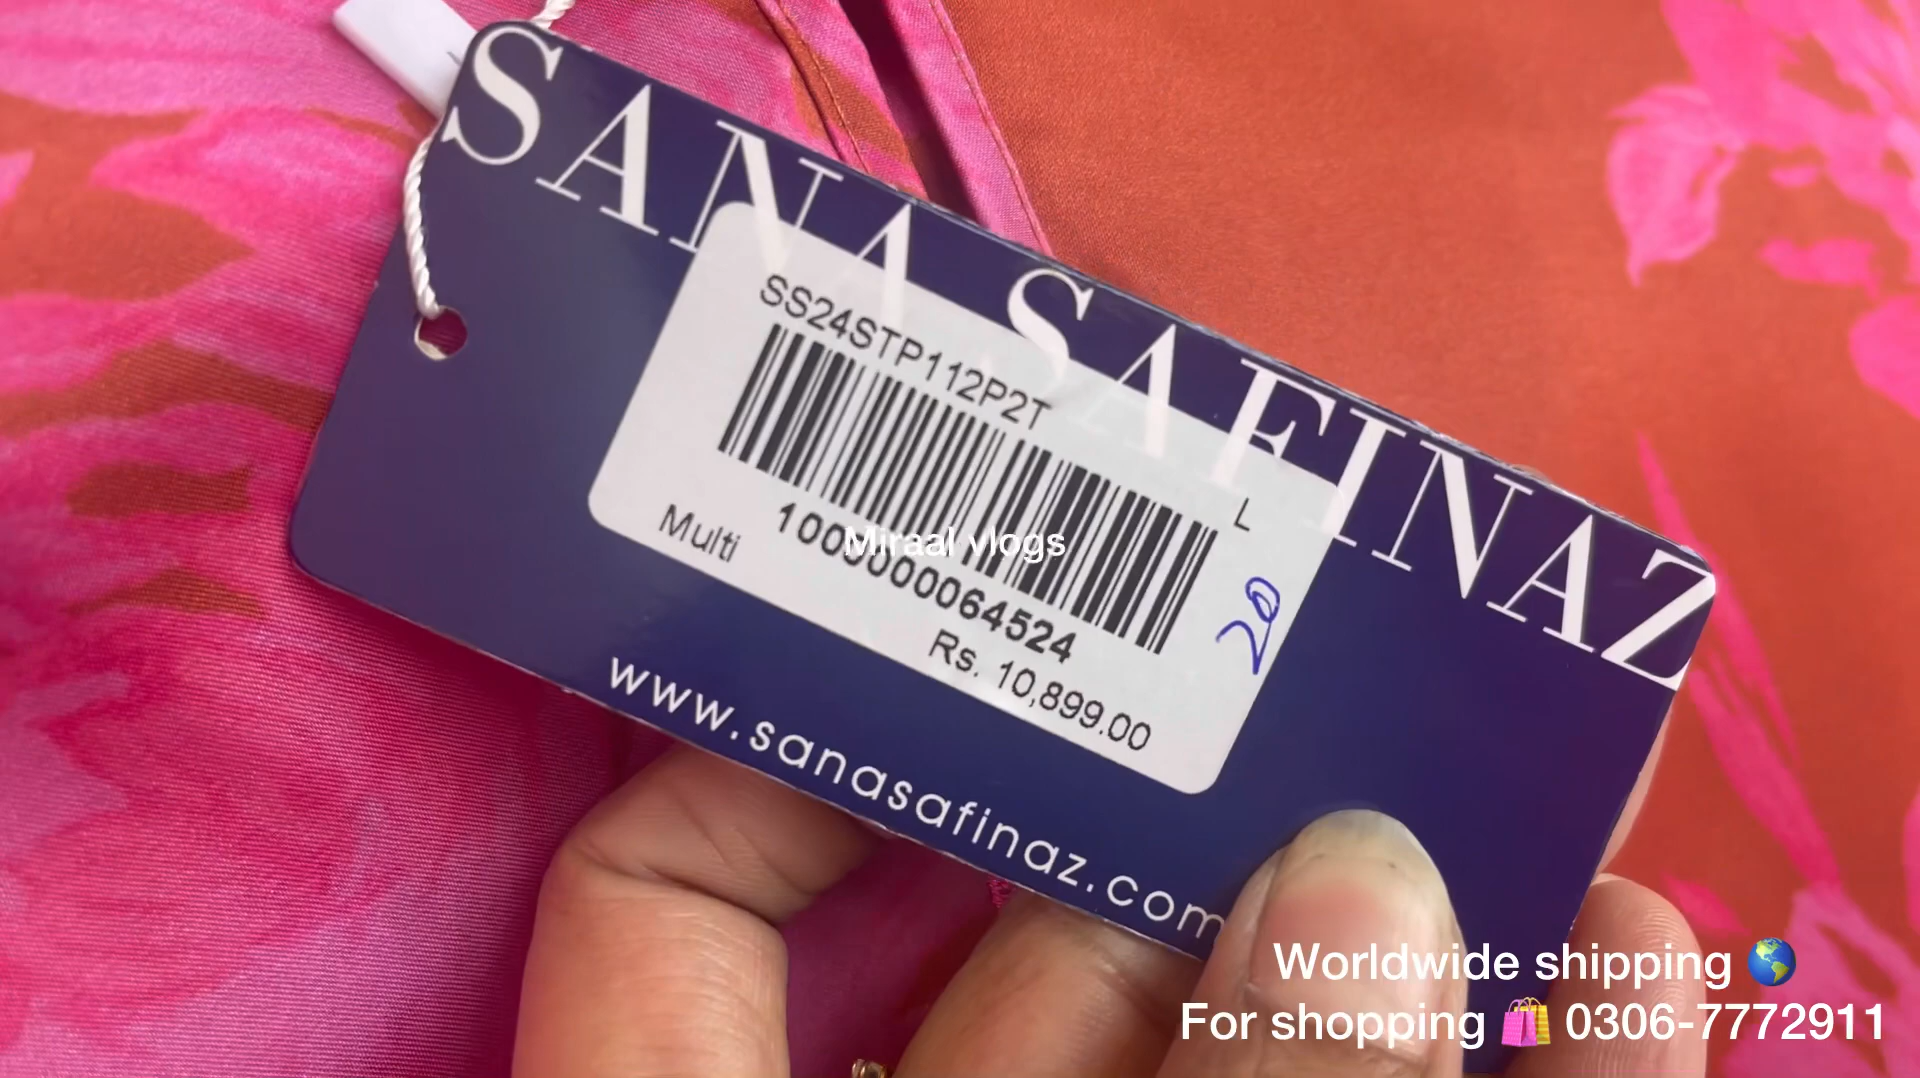 SANA SAFINAZ
SS24STP112P2T
L
Multi
1000000064524
Rs. 10,899.00
20
www.sanasafinaz.com
Miraal vlogs
Worldwide shipping 🌎
For shopping 🛍️ 0306-7772911